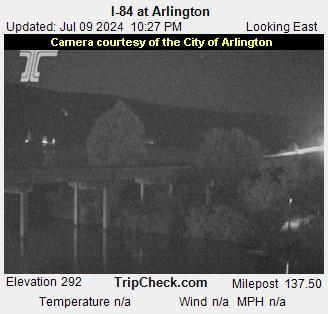 I-84 at Arlington
Updated: Jul 09 2024 10:27 PM Looking East
Camera courtesy of the City of Arlington
Elevation 292 TripCheck.com Milepost 137.50
Temperature n/a Wind n/a MPH n/a